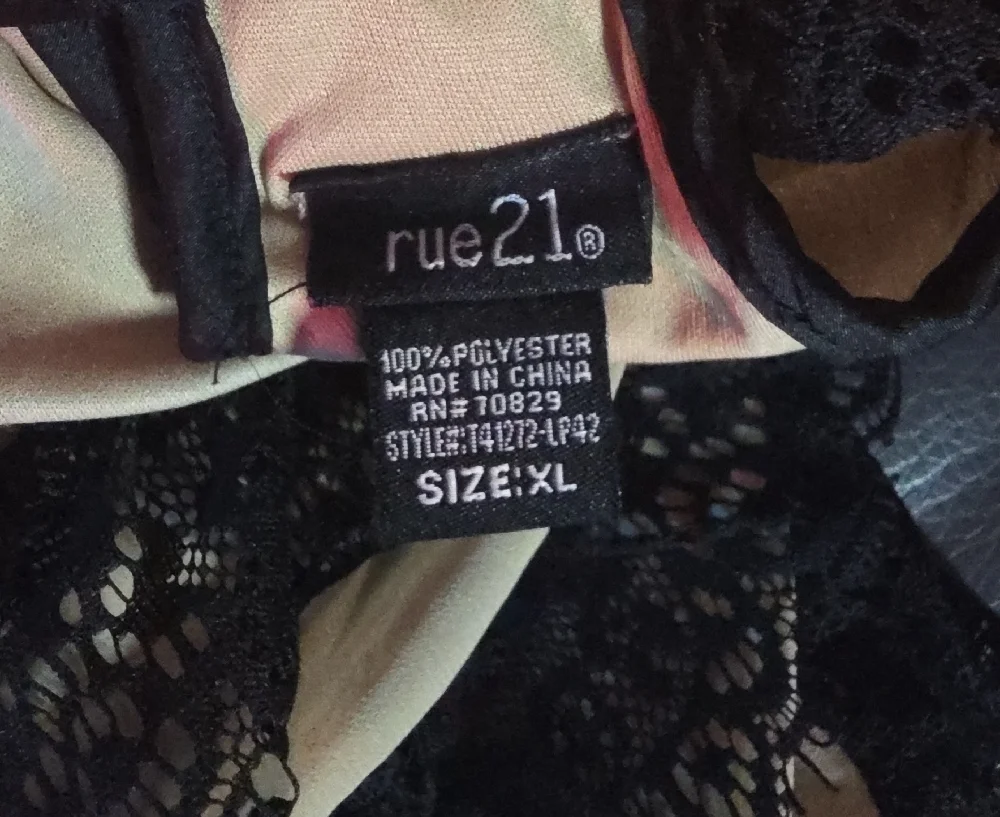 rue21®
100%POLYESTER
MADE IN CHINA
RN#70829
STYLE#:T41272-LP42
SIZE:XL